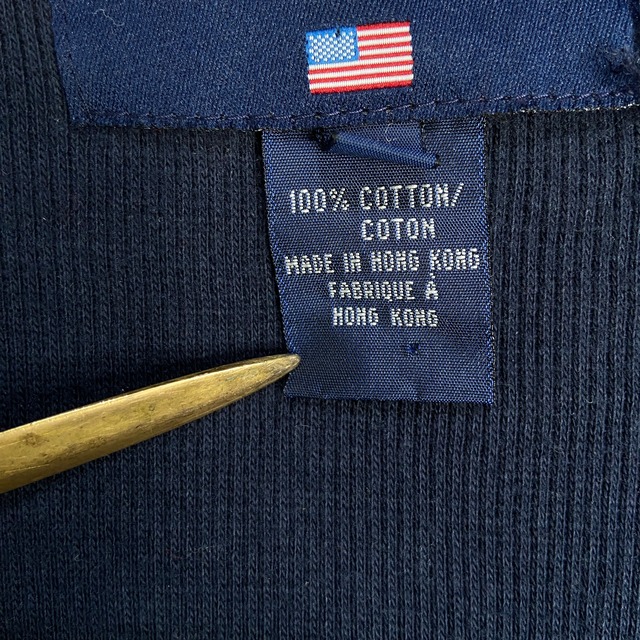 100% COTTON/
COTON
MADE IN HONG KONG
FABRIQUE À
HONG KONG